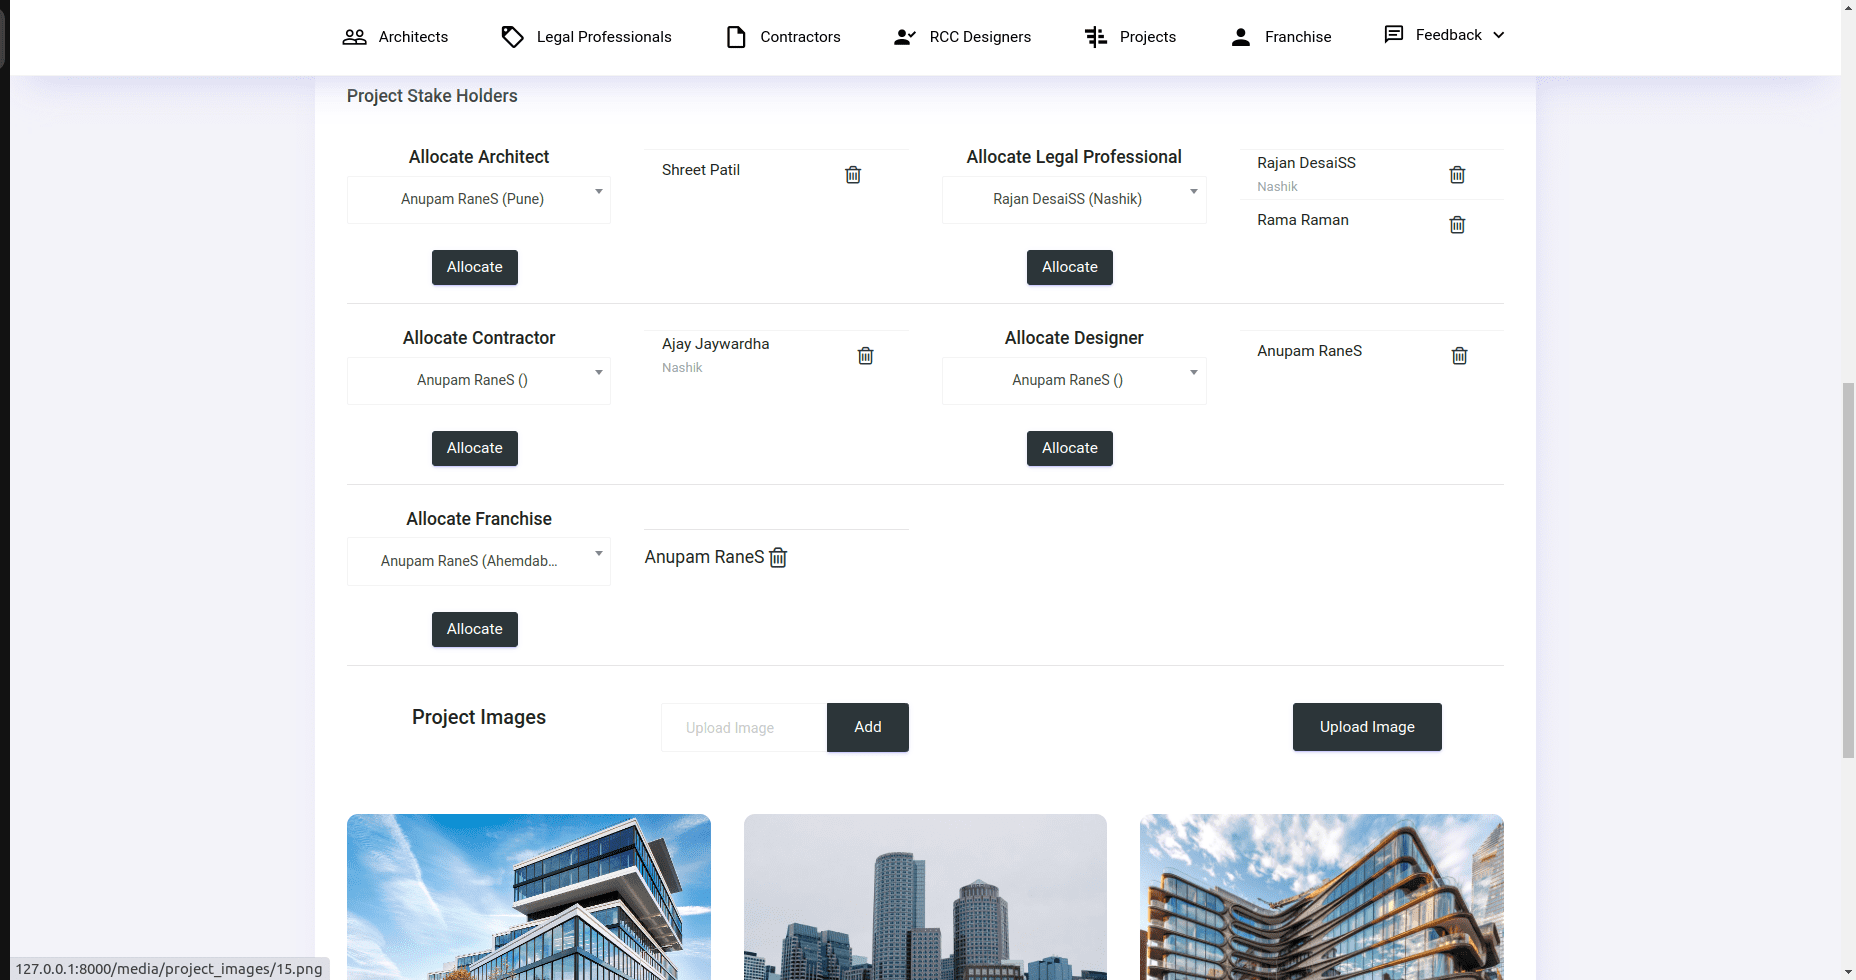 Architects
Legal Professionals
Contractors
RCC Designers
Projects
Franchise
Feedback
Project Stake Holders
Allocate Architect
Anupam RaneS (Pune)
Allocate
Shreet Patil
Allocate Legal Professional
Rajan DesaiSS (Nashik)
Allocate
Rajan DesaiSS
Nashik
Rama Raman
Allocate Contractor
Anupam RaneS ()
Allocate
Ajay Jaywardha
Nashik
Allocate Designer
Anupam RaneS ()
Allocate
Anupam RaneS
Allocate Franchise
Anupam RaneS (Ahemdab...
Allocate
Anupam RaneS
Project Images
Upload Image
Add
Upload Image
127.0.0.1:8000/media/project_images/15.png